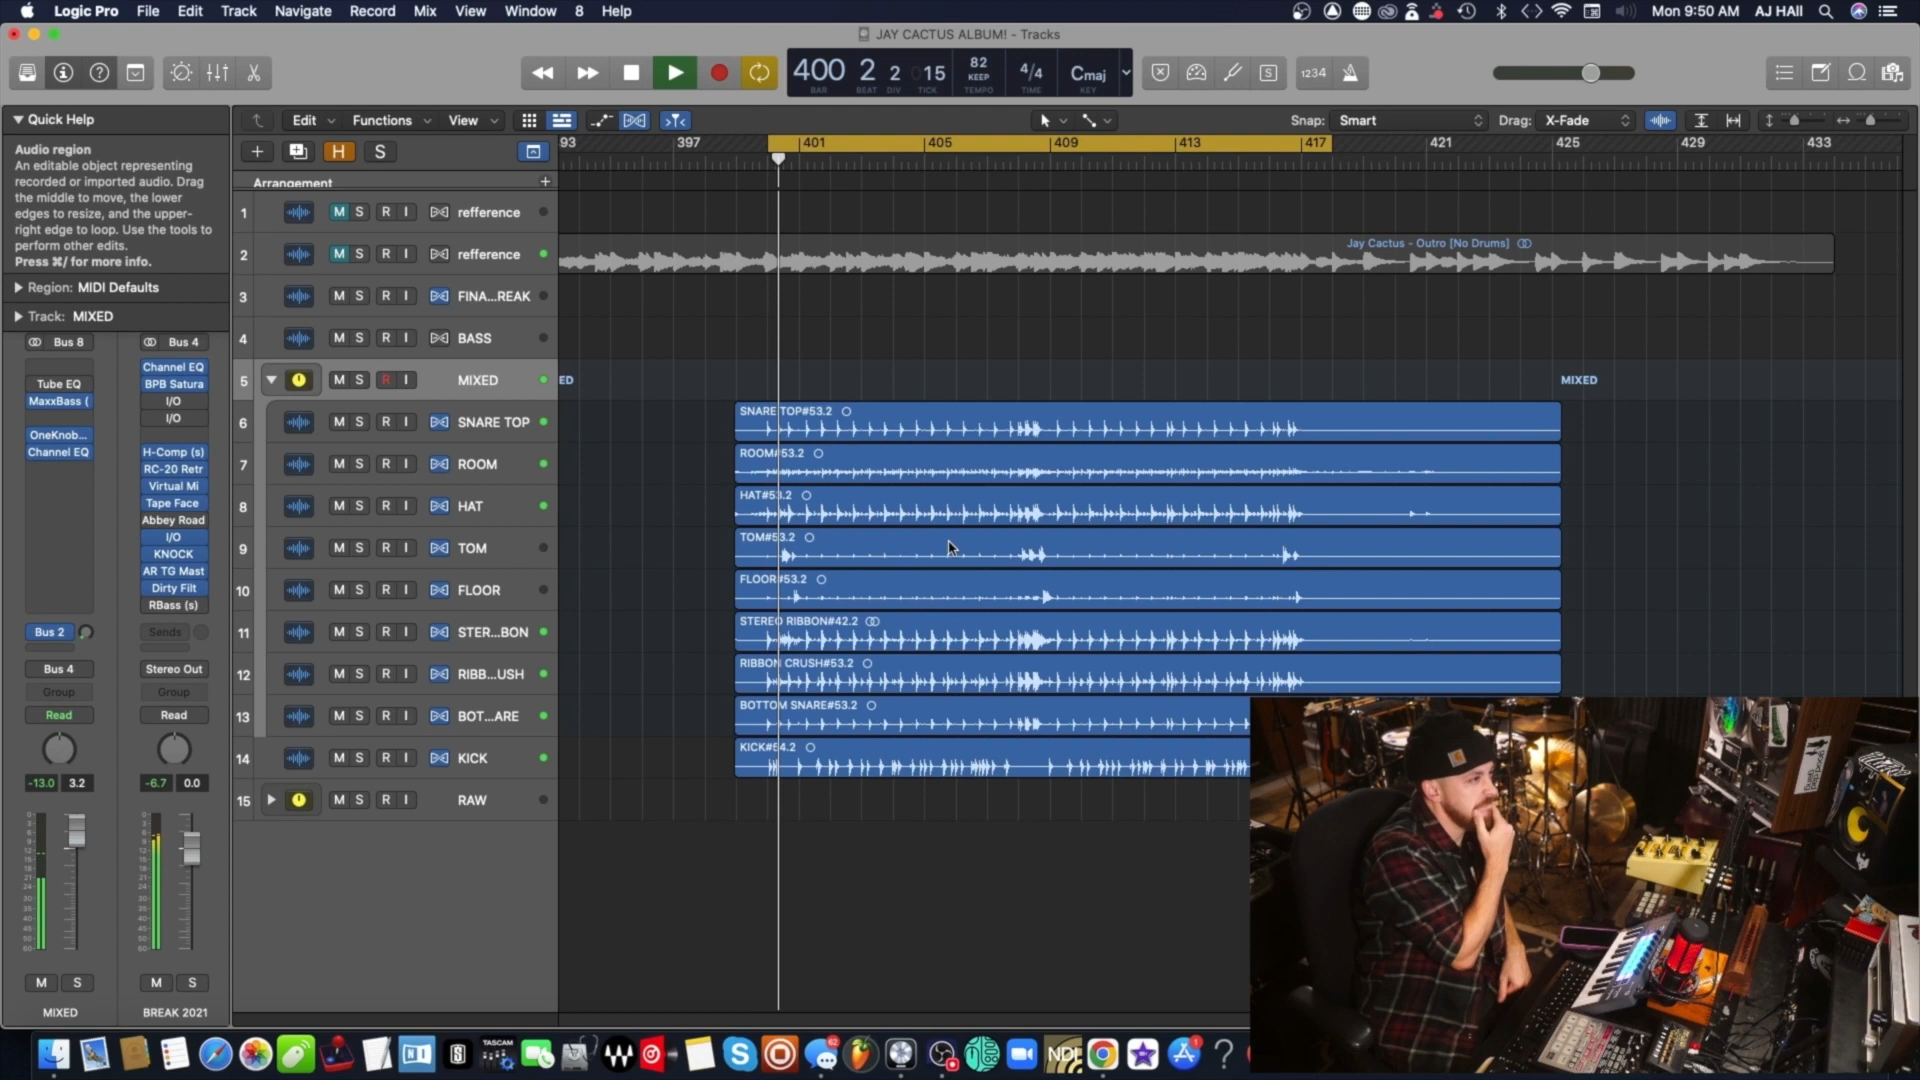 Logic Pro File Edit Track Navigate Record Mix View Window 8 Help Mon 9:50 AM AJ HAll
JAY CACTUS ALBUM! - Tracks
400 2 2 015 82 KEEP 4/4 Cmaj
BAR BEAT DIV TICK TEMPO TIME KEY
S 1234
Quick Help
Edit Functions View Snap: Smart Drag: X-Fade
93 397 401 405 409 413 417 421 425 429 433
H S
Audio region
An editable object representing
recorded or imported audio. Drag
the middle to move, the lower
edges to resize, and the upper-
right edge to loop. Use the tools to
perform other edits.
Press ⌘/ for more info.
Region: MIDI Defaults
Track: MIXED
Arrangement
1 M S R I refference
2 M S R I refference
Jay Cactus - Outro [No Drums]
3 M S R I FINA...REAK
4 M S R I BASS
5 M S R I MIXED
ED MIXED
6 M S R I SNARE TOP
SNARE TOP#53.2
7 M S R I ROOM
ROOM#53.2
8 M S R I HAT
HAT#53.2
9 M S R I TOM
TOM#53.2
10 M S R I FLOOR
FLOOR#53.2
11 M S R I STER...BON
STEREO RIBBON#42.2
12 M S R I RIBB...USH
RIBBON CRUSH#53.2
13 M S R I BOT...ARE
BOTTOM SNARE#53.2
14 M S R I KICK
KICK#54.2
15 M S R I RAW
Bus 8 Bus 4
Channel EQ
Tube EQ BPB Satura
MaxxBass ( I/O
I/O
OneKnob...
Channel EQ H-Comp (s)
RC-20 Retr
Virtual Mi
Tape Face
Abbey Road
I/O
KNOCK
AR TG Mast
Dirty Filt
RBass (s)
Bus 2 Sends
Bus 4 Stereo Out
Group Group
Read Read
-13.0 3.2 -6.7 0.0
M S M S
MIXED BREAK 2021
TASCAM
62
NDI
1